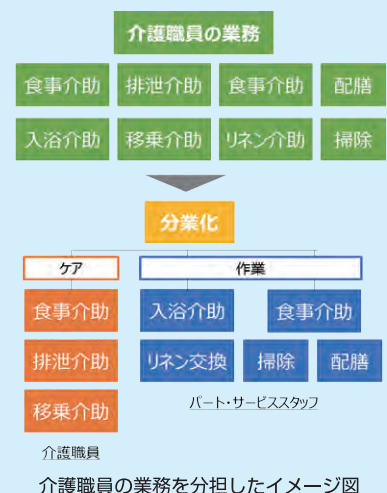 介護職員の業務
食事介助 排泄介助 食事介助 配膳
入浴介助 移乗介助 リネン介助 掃除
分業化
ケア 作業
食事介助 入浴介助 食事介助
排泄介助 リネン交換 掃除 配膳
移乗介助 パート・サービススタッフ
介護職員
介護職員の業務を分担したイメージ図